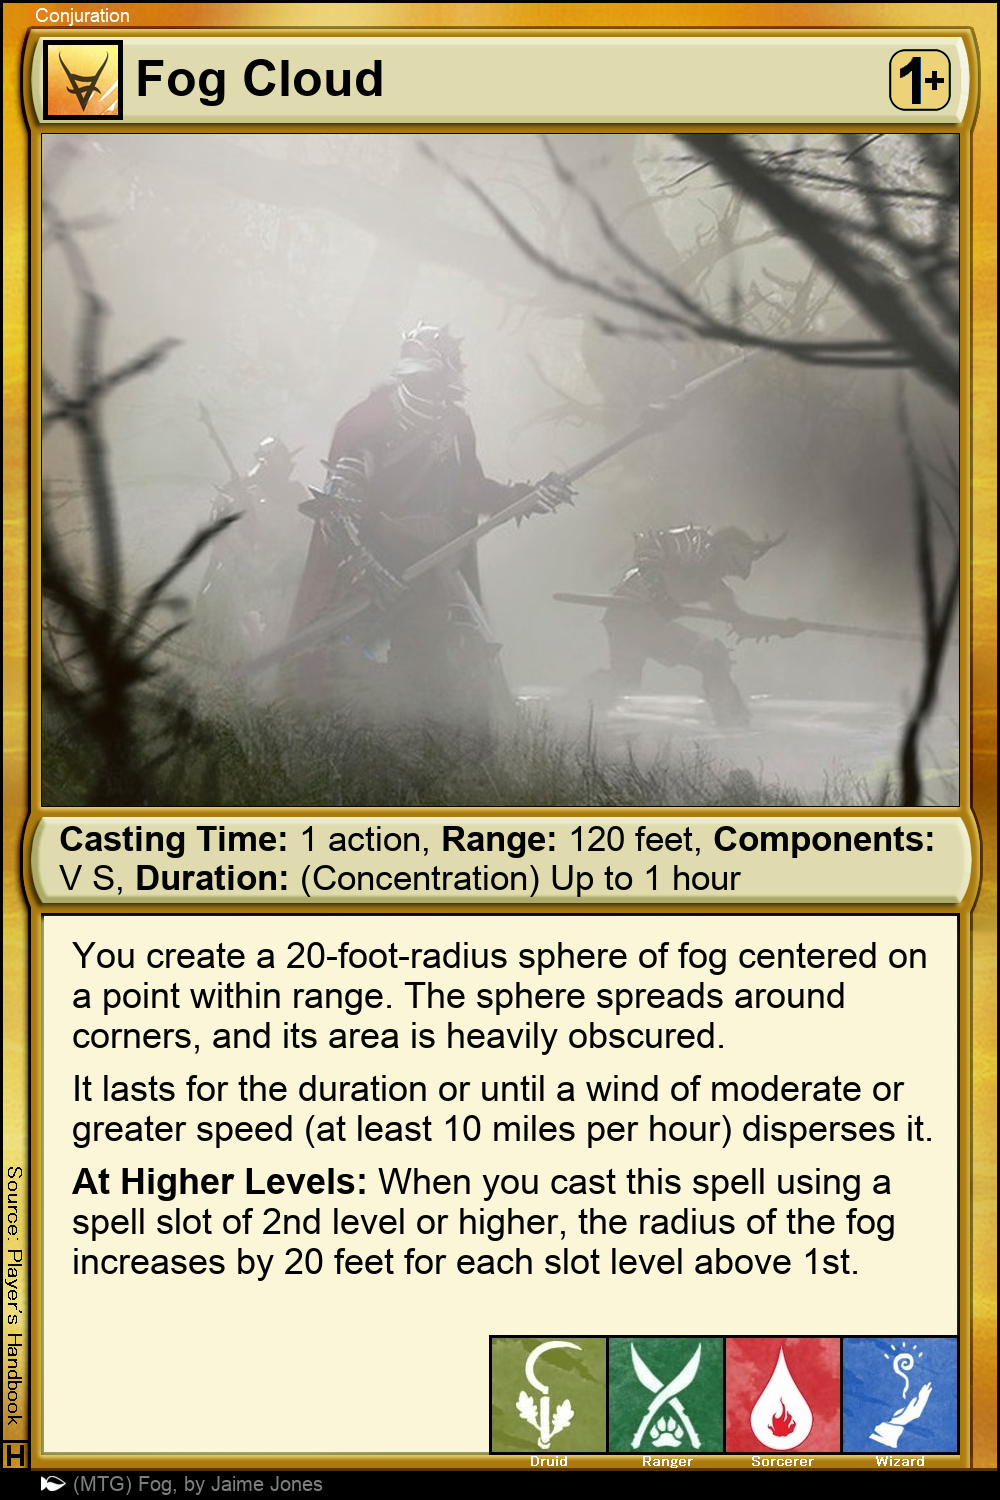 Conjuration
Fog Cloud
1+
Casting Time: 1 action, Range: 120 feet, Components:
V S, Duration: (Concentration) Up to 1 hour
You create a 20-foot-radius sphere of fog centered on
a point within range. The sphere spreads around
corners, and its area is heavily obscured.
It lasts for the duration or until a wind of moderate or
greater speed (at least 10 miles per hour) disperses it.
At Higher Levels: When you cast this spell using a
spell slot of 2nd level or higher, the radius of the fog
increases by 20 feet for each slot level above 1st.
Source: Player's Handbook
H
Druid
Ranger
Sorcerer
Wizard
(MTG) Fog, by Jaime Jones